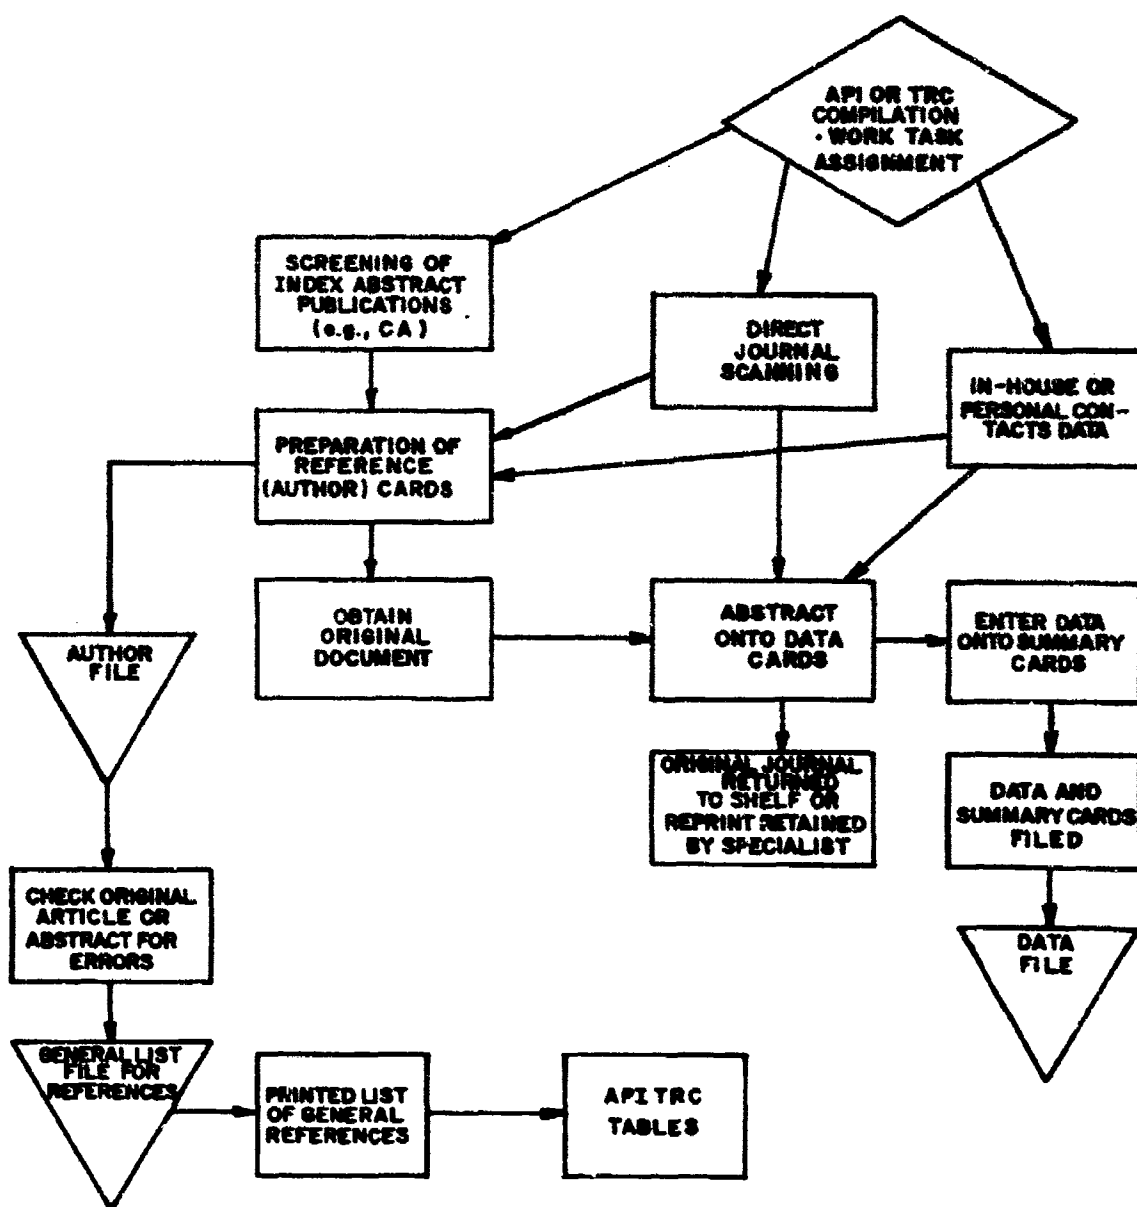 API OR TRC
COMPILATION
- WORK TASK
ASSIGNMENT
SCREENING OF
INDEX ABSTRACT
PUBLICATIONS
(e.g., CA)
DIRECT
JOURNAL
SCANNING
IN-HOUSE OR
PERSONAL CON-
TACTS DATA
PREPARATION OF
REFERENCE
(AUTHOR) CARDS
OBTAIN
ORIGINAL
DOCUMENT
ABSTRACT
ONTO DATA
CARDS
ENTER DATA
ONTO SUMMARY
CARDS
AUTHOR
FILE
ORIGINAL JOURNAL
RETURNED
TO SHELF OR
REPRINT RETAINED
BY SPECIALIST
DATA AND
SUMMARY CARDS
FILED
CHECK ORIGINAL
ARTICLE OR
ABSTRACT FOR
ERRORS
DATA
FILE
GENERAL LIST
FILE FOR
REFERENCES
PRINTED LIST
OF GENERAL
REFERENCES
API TRC
TABLES